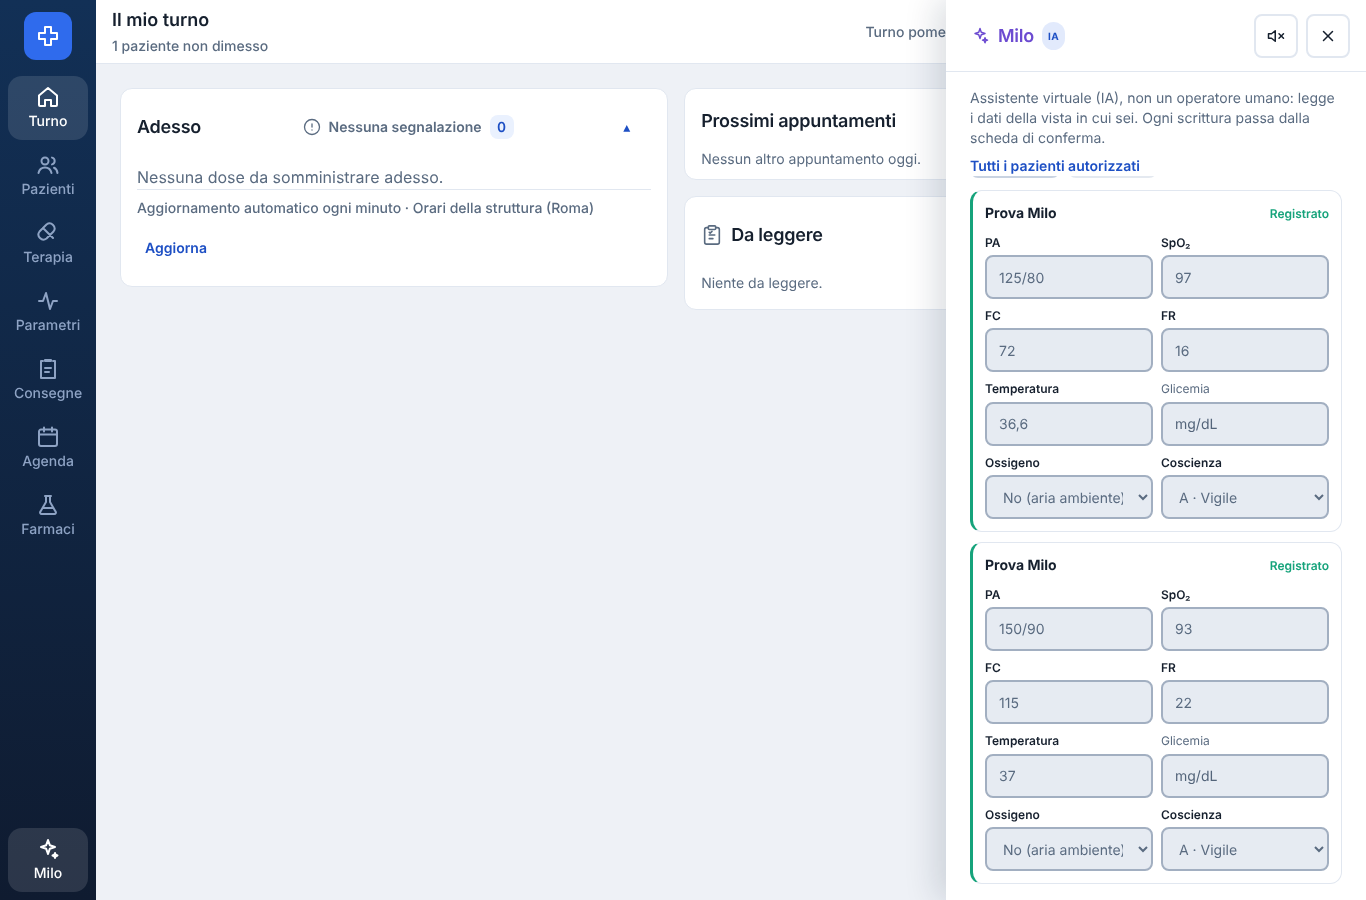 Turno
Pazienti
Terapia
Parametri
Consegne
Agenda
Farmaci
Milo
Il mio turno
1 paziente non dimesso
Turno pome
Adesso
Nessuna segnalazione 0
Nessuna dose da somministrare adesso.
Aggiornamento automatico ogni minuto · Orari della struttura (Roma)
Aggiorna
Prossimi appuntamenti
Nessun altro appuntamento oggi.
Da leggere
Niente da leggere.
Milo IA
Assistente virtuale (IA), non un operatore umano: legge
i dati della vista in cui sei. Ogni scrittura passa dalla
scheda di conferma.
Tutti i pazienti autorizzati
Prova Milo Registrato
PA SpO₂
125/80 97
FC FR
72 16
Temperatura Glicemia
36,6 mg/dL
Ossigeno Coscienza
No (aria ambiente) A · Vigile
Prova Milo Registrato
PA SpO₂
150/90 93
FC FR
115 22
Temperatura Glicemia
37 mg/dL
Ossigeno Coscienza
No (aria ambiente) A · Vigile